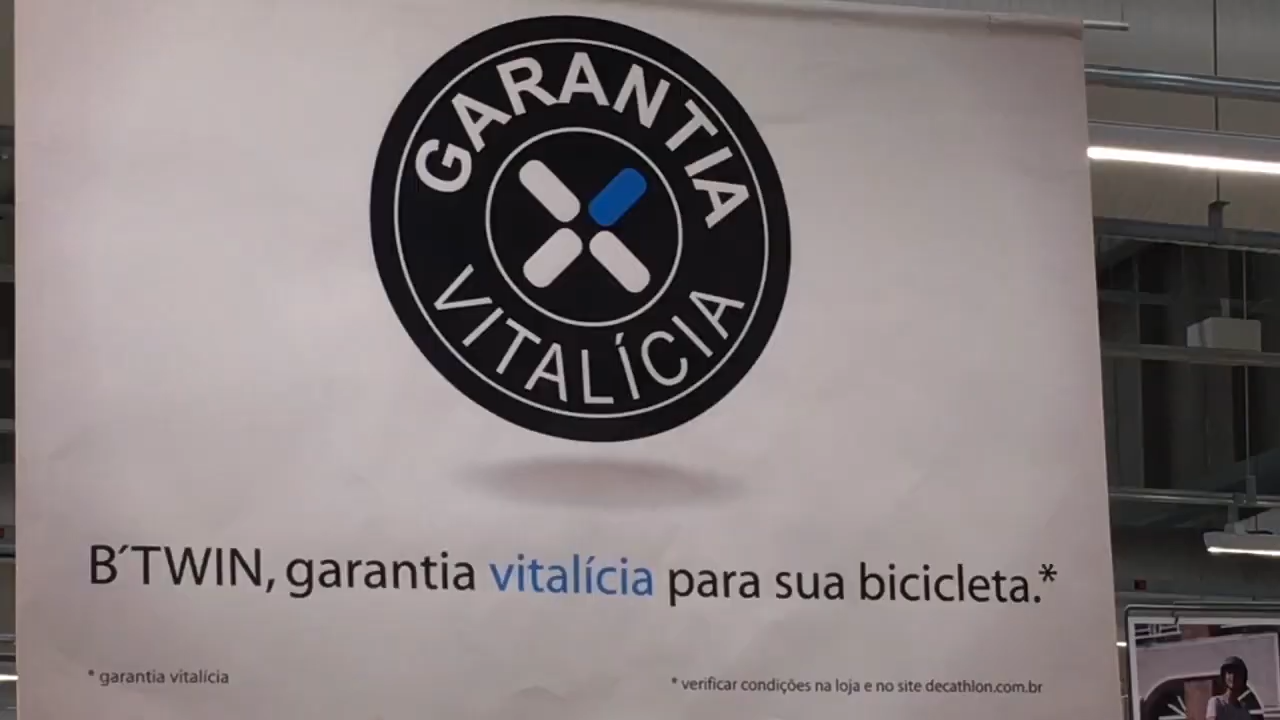 GARANTIA
VITALÍCIA
B´TWIN, garantia vitalícia para sua bicicleta.*
* garantia vitalícia
* verificar condições na loja e no site decathlon.com.br